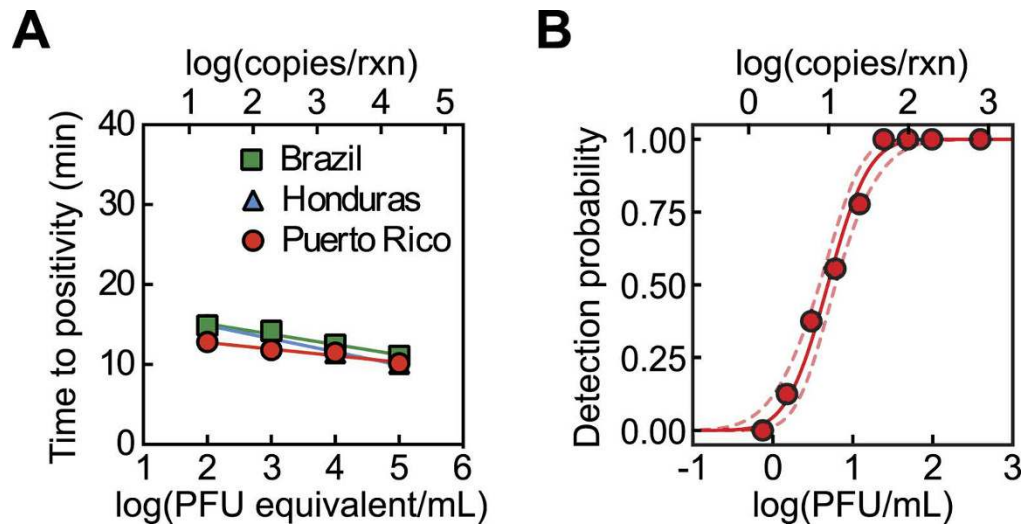 A
log(copies/rxn)
1 2 3 4 5
Time to positivity (min)
40
30
20
10
0
Brazil
Honduras
Puerto Rico
1 2 3 4 5 6
log(PFU equivalent/mL)
B
log(copies/rxn)
0 1 2 3
Detection probability
1.00
0.75
0.50
0.25
0.00
-1 0 1 2 3
log(PFU/mL)